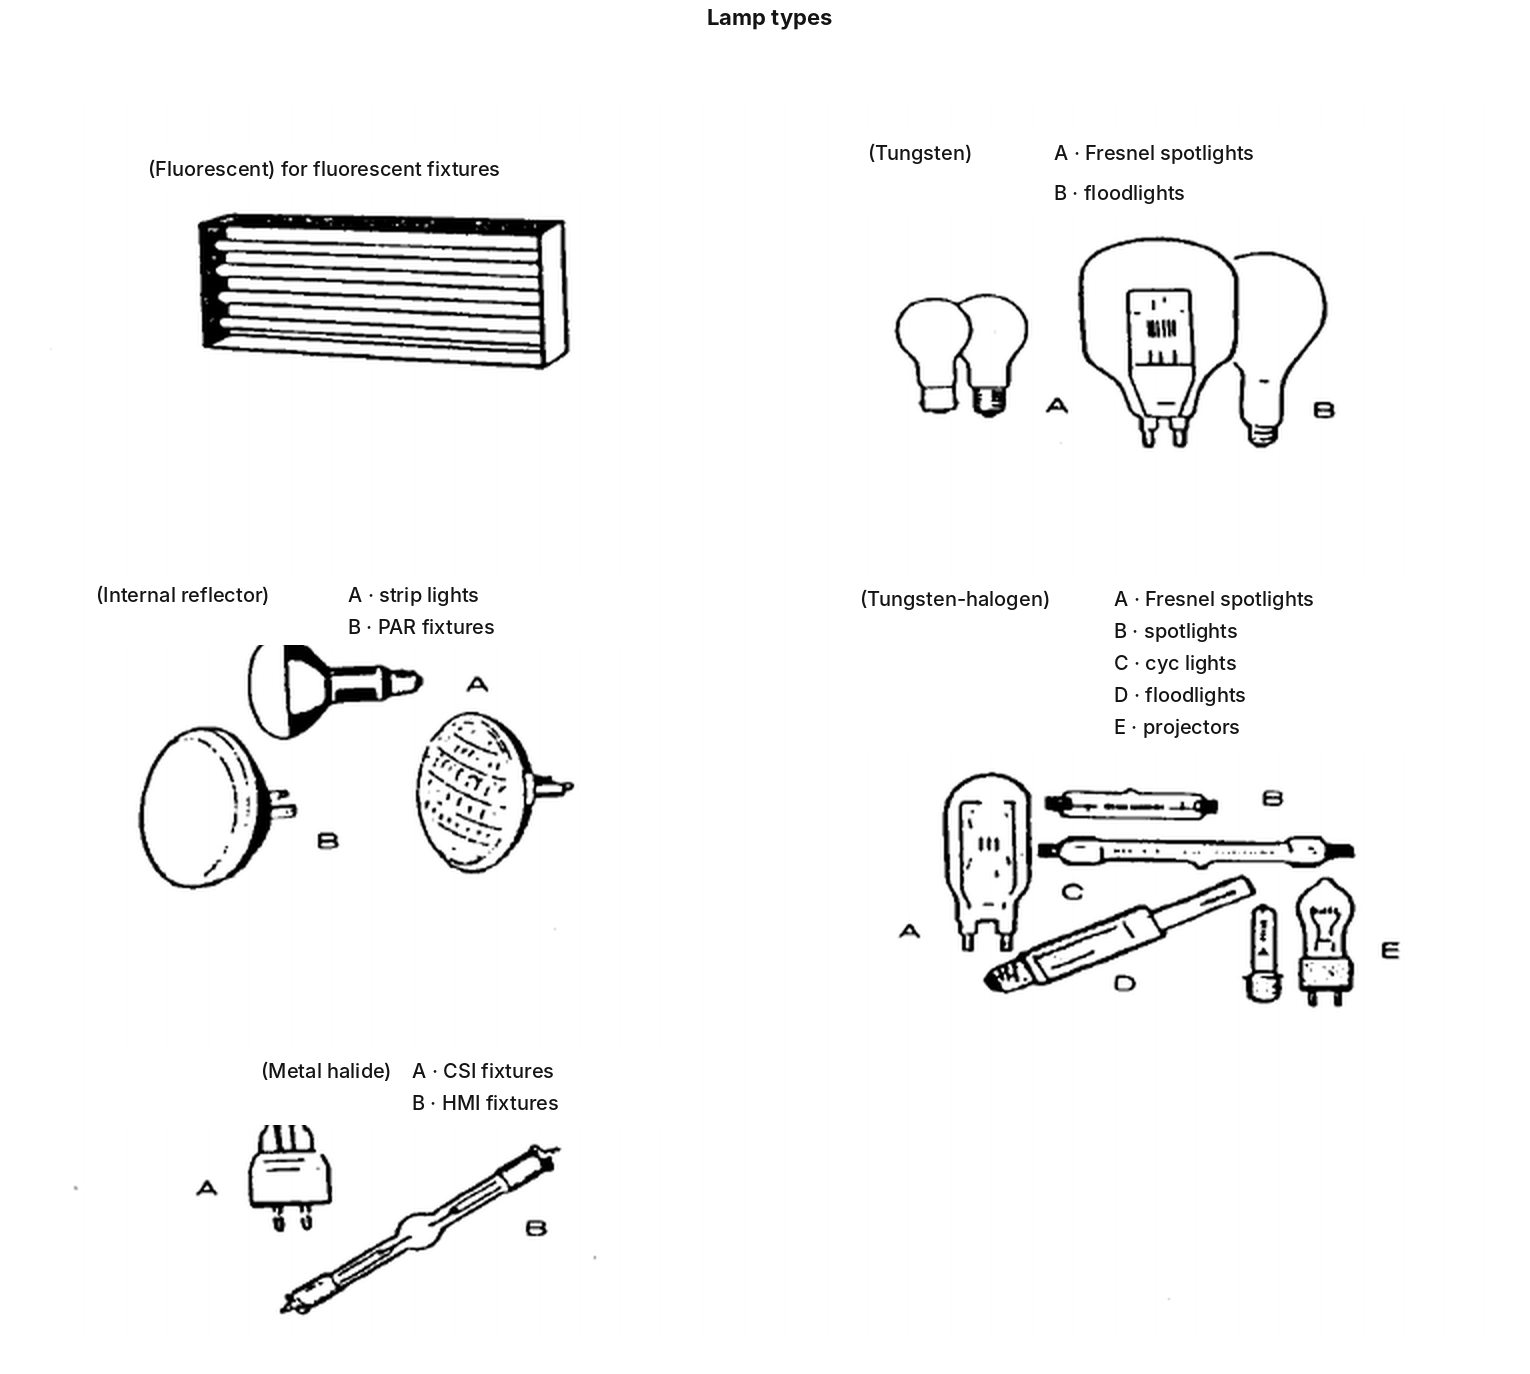 Lamp types
(Fluorescent) for fluorescent fixtures
(Tungsten)
A · Fresnel spotlights
B · floodlights
A
B
(Internal reflector)
A · strip lights
B · PAR fixtures
A
B
(Tungsten-halogen)
A · Fresnel spotlights
B · spotlights
C · cyc lights
D · floodlights
E · projectors
B
C
A
D
E
(Metal halide)
A · CSI fixtures
B · HMI fixtures
A
B